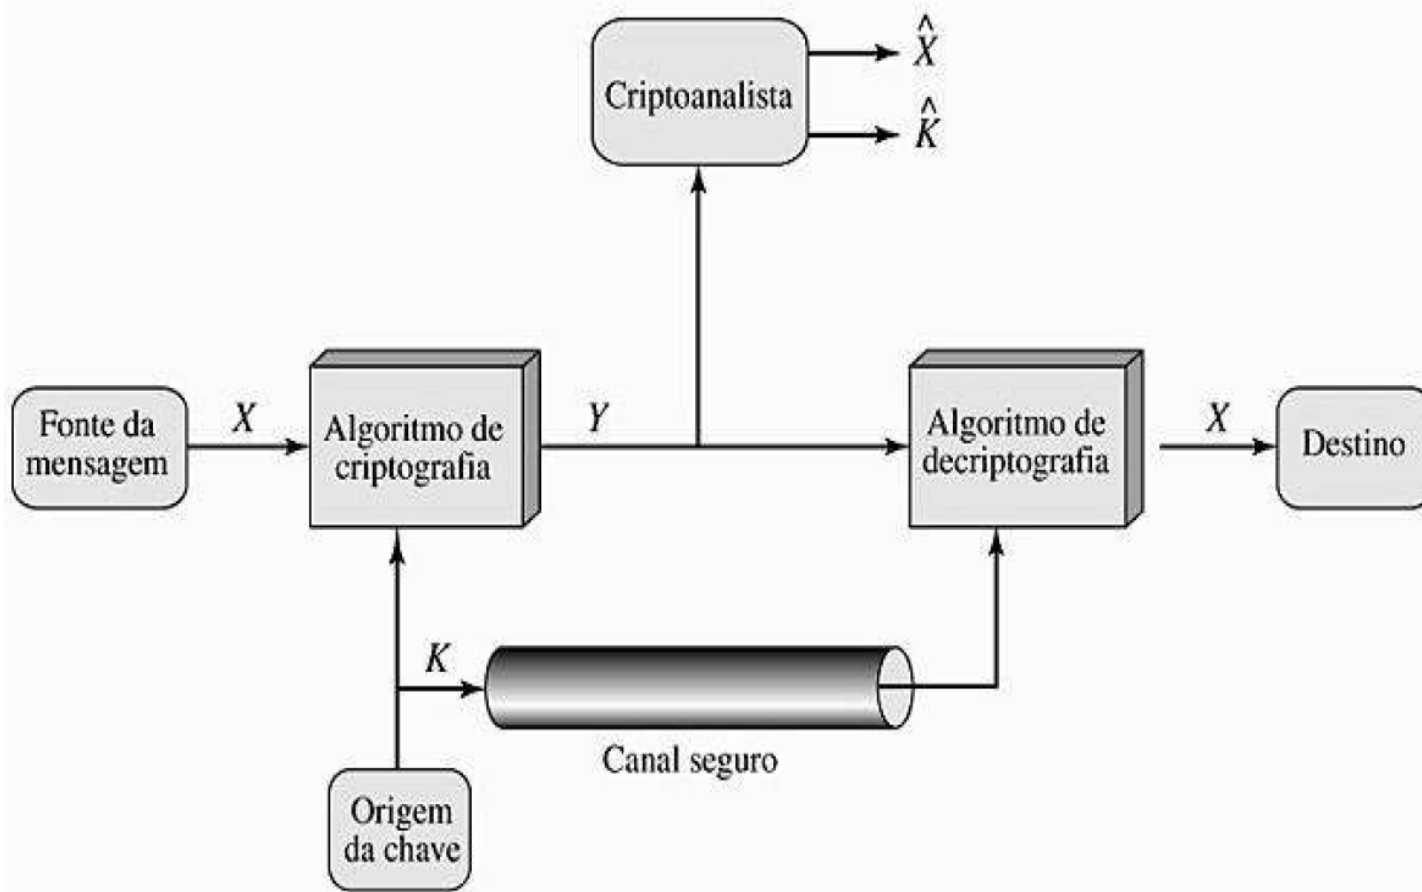 Criptoanalista
X̂
K̂
Fonte da
mensagem
X
Algoritmo de
criptografia
Y
Algoritmo de
decriptografia
X
Destino
K
Canal seguro
Origem
da chave